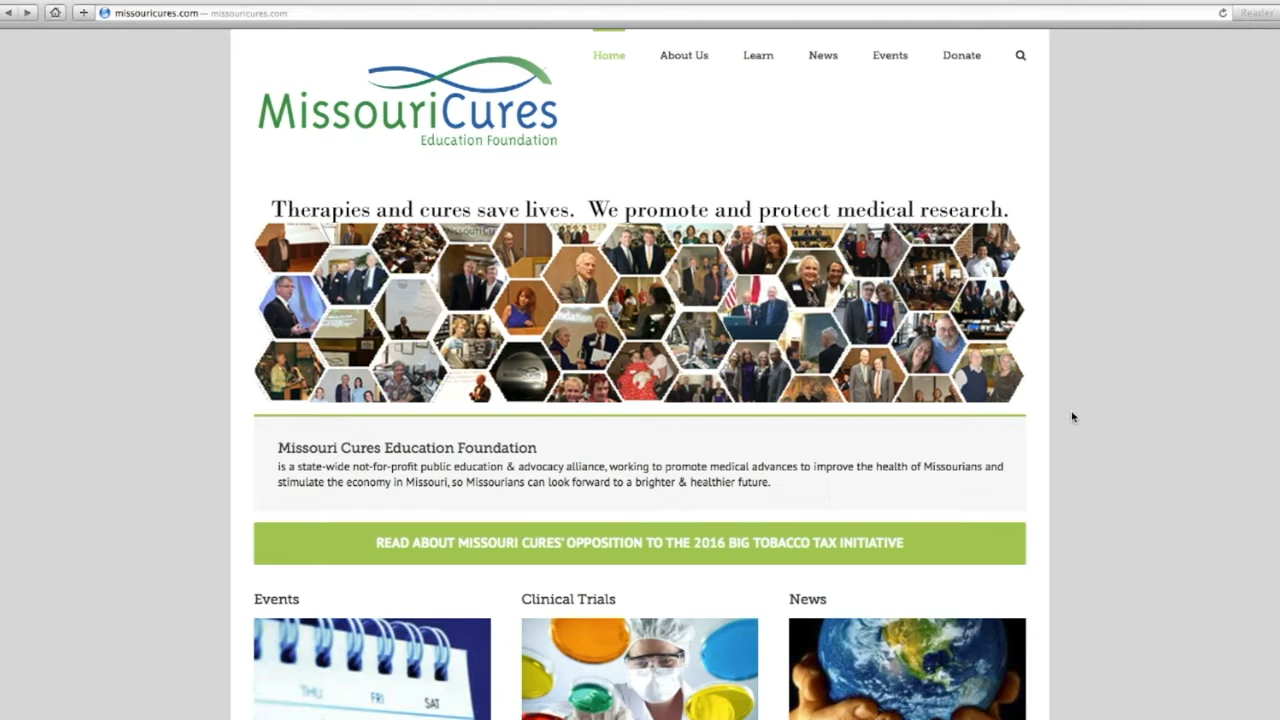 missouricures.com — missouricures.com
Reader
Home
About Us
Learn
News
Events
Donate
MissouriCures
Education Foundation
Therapies and cures save lives. We promote and protect medical research.
Missouri Cures Education Foundation
is a state-wide not-for-profit public education & advocacy alliance, working to promote medical advances to improve the health of Missourians and
stimulate the economy in Missouri, so Missourians can look forward to a brighter & healthier future.
READ ABOUT MISSOURI CURES' OPPOSITION TO THE 2016 BIG TOBACCO TAX INITIATIVE
Events
Clinical Trials
News
THU
FRI
SAT